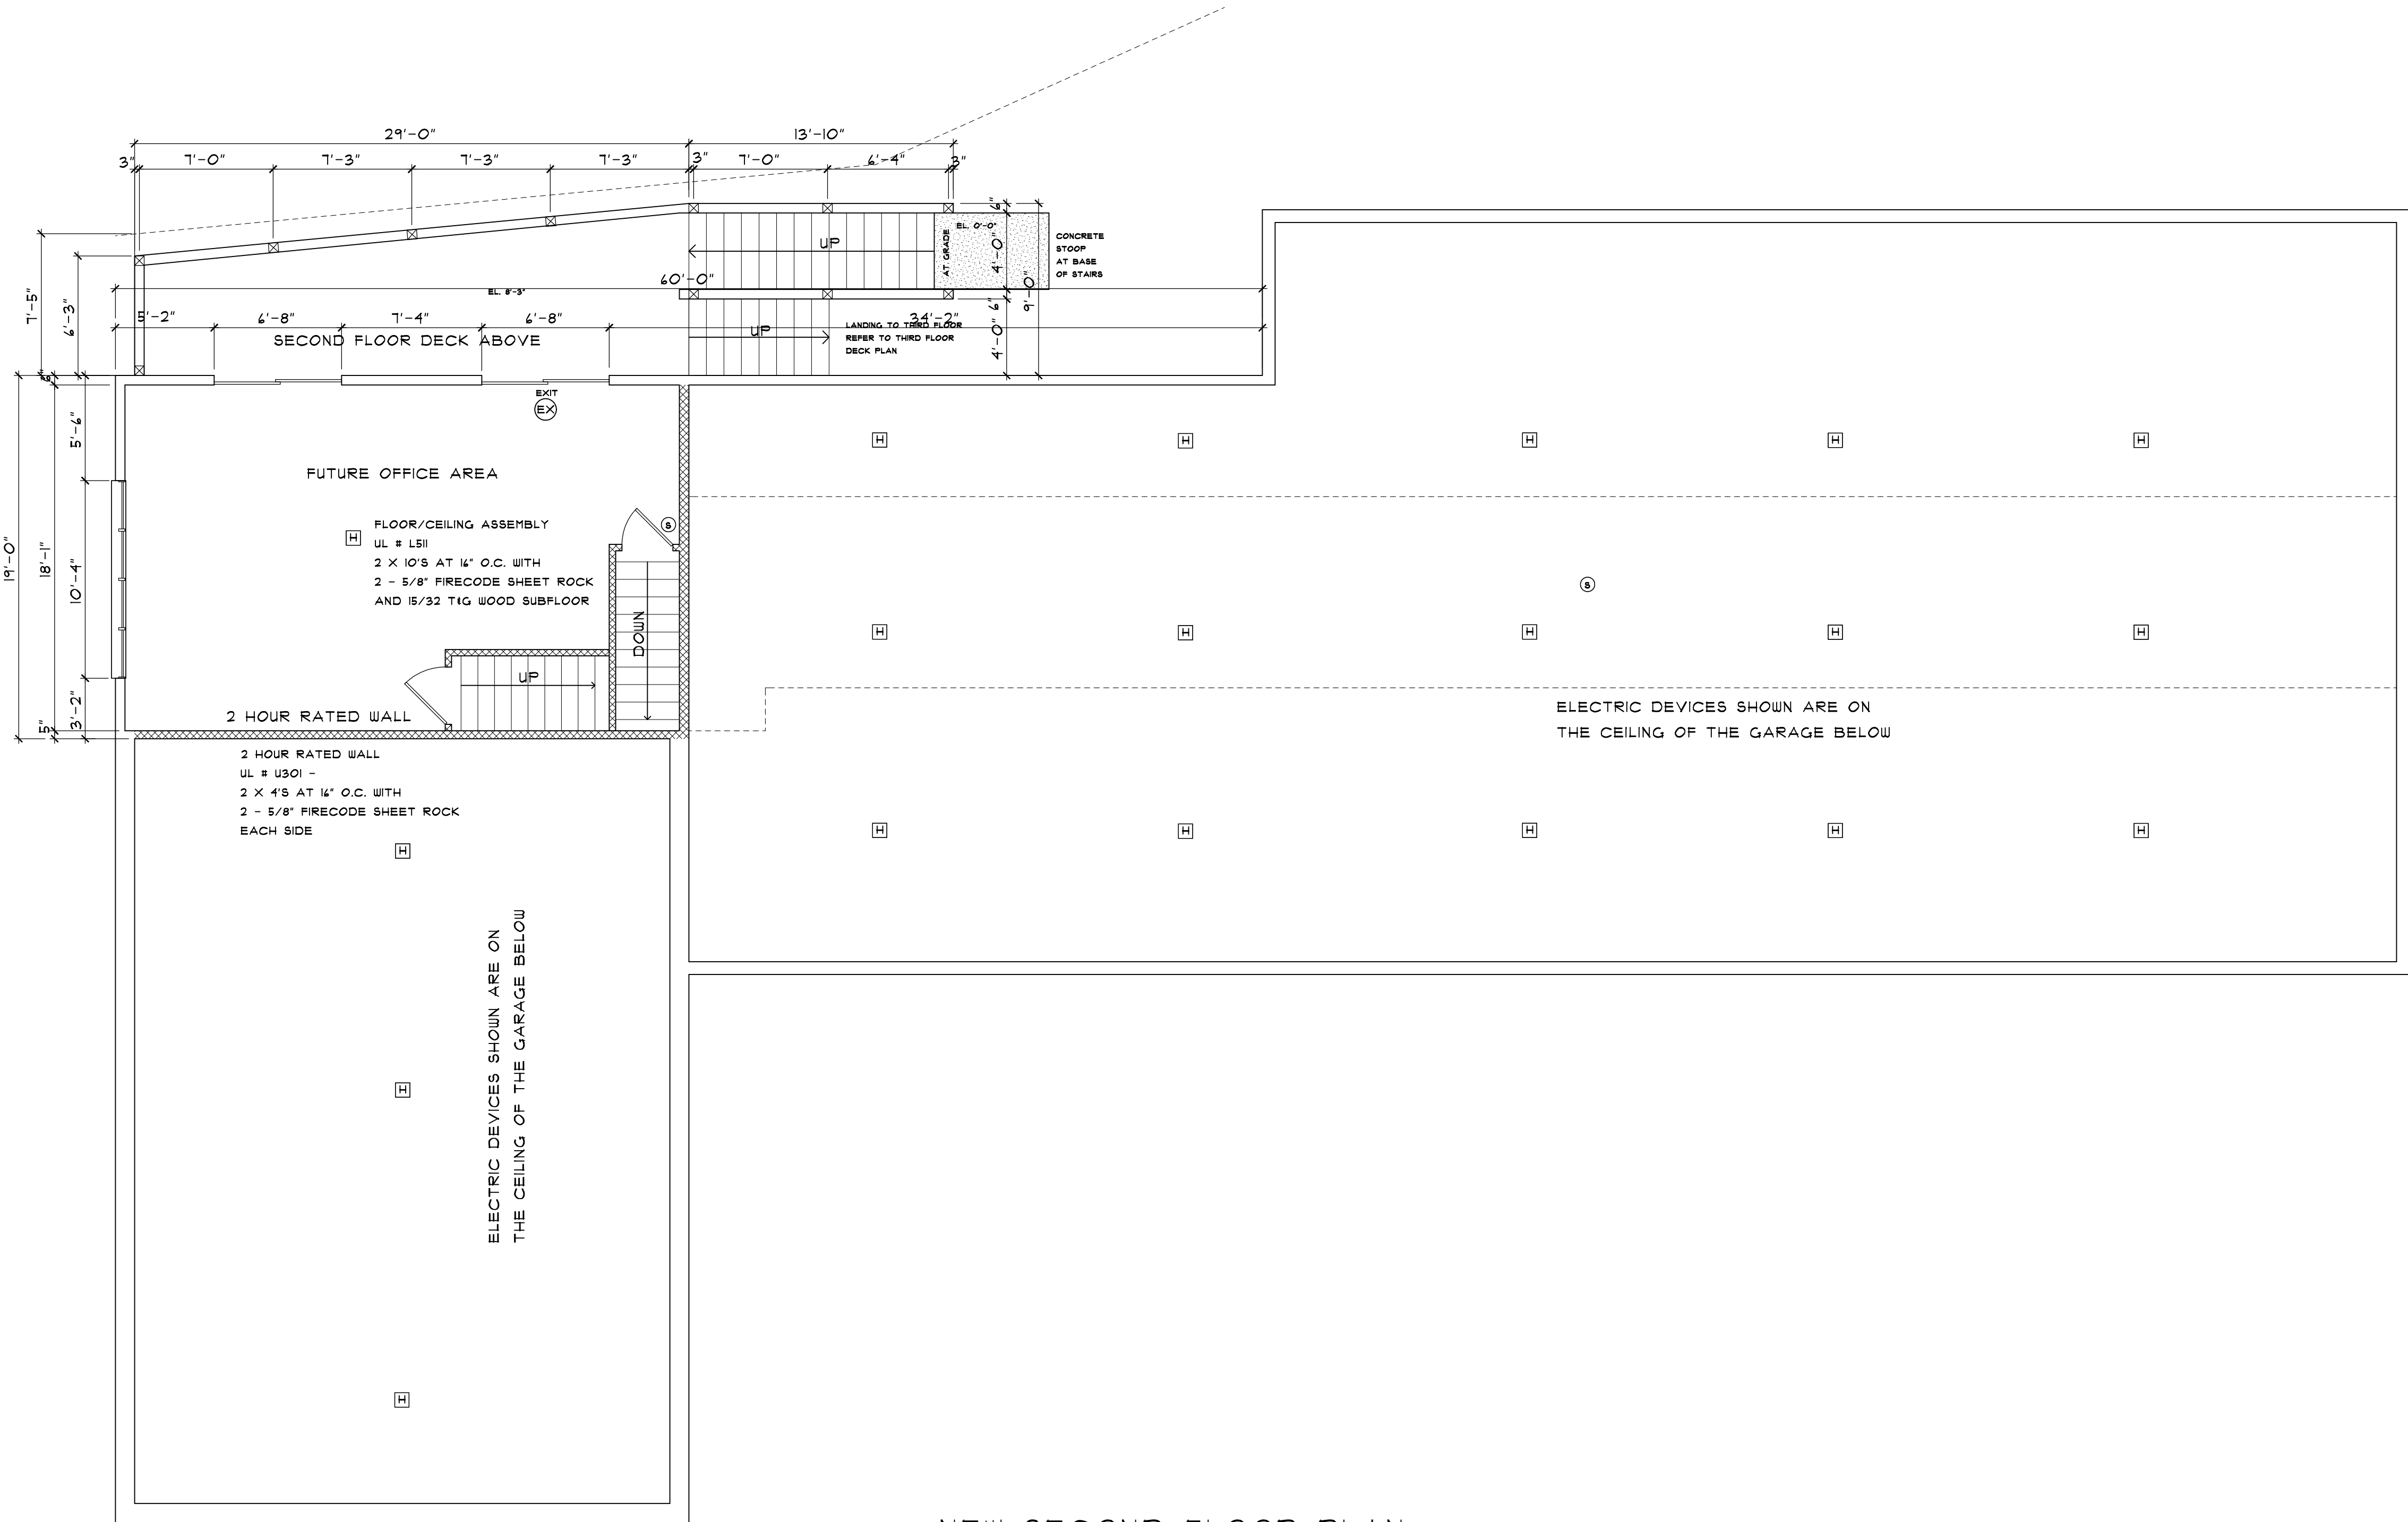 29'-0"
13'-10"
3"
7'-0"
7'-3"
7'-3"
7'-3"
3"
7'-0"
6'-4"
3"
6"
EL. 0'-0"
AT GRADE
4'-0"
UP
CONCRETE
STOOP
AT BASE
OF STAIRS
9'-0"
60'-0"
EL. 8'-3"
7'-5"
6'-3"
6"
5'-2"
6'-8"
7'-4"
6'-8"
34'-2"
4'-0"
UP
LANDING TO THIRD FLOOR
REFER TO THIRD FLOOR
DECK PLAN
SECOND FLOOR DECK ABOVE
EXIT
EX
5'-6"
19'-0"
18'-1"
10'-4"
3'-2"
5"
FUTURE OFFICE AREA
H
FLOOR/CEILING ASSEMBLY
UL # L511
2 X 10'S AT 16" O.C. WITH
2 - 5/8" FIRECODE SHEET ROCK
AND 15/32 T&G WOOD SUBFLOOR
S
DOWN
UP
2 HOUR RATED WALL
2 HOUR RATED WALL
UL # U301 -
2 X 4'S AT 16" O.C. WITH
2 - 5/8" FIRECODE SHEET ROCK
EACH SIDE
H
H
H
ELECTRIC DEVICES SHOWN ARE ON
THE CEILING OF THE GARAGE BELOW
H H H H H
S
H H H H H
ELECTRIC DEVICES SHOWN ARE ON
THE CEILING OF THE GARAGE BELOW
H H H H H
NEW SECOND FLOOR PLAN